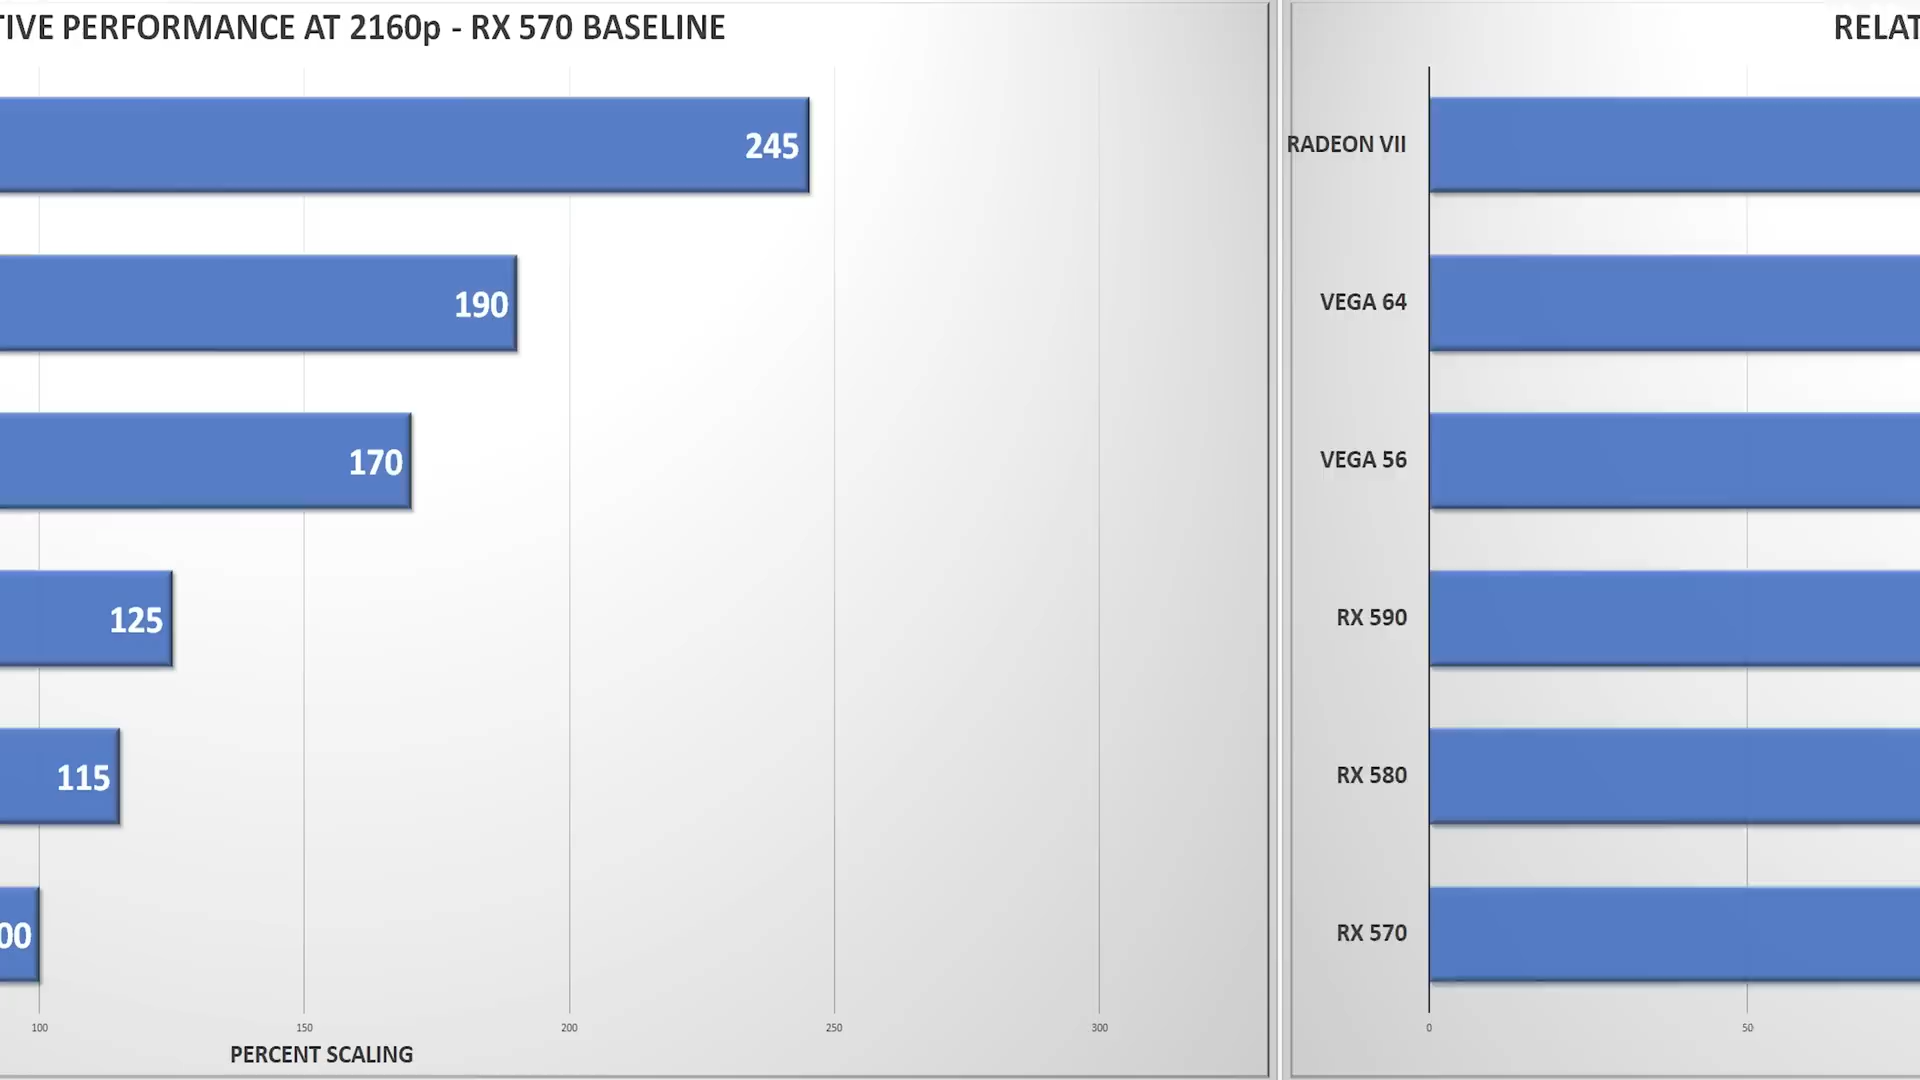 TIVE PERFORMANCE AT 2160p - RX 570 BASELINE
245
190
170
125
115
00
100 150 200 250 300
PERCENT SCALING
RELAT
RADEON VII
VEGA 64
VEGA 56
RX 590
RX 580
RX 570
0 50